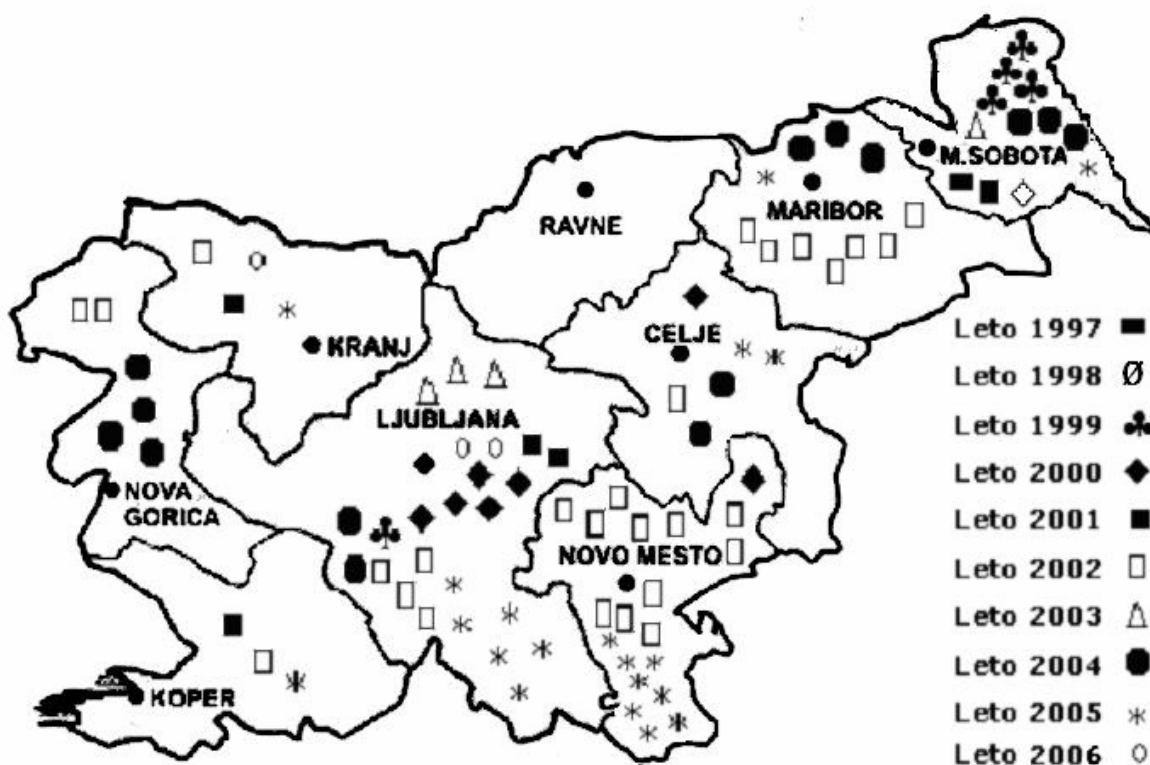 M.SOBOTA
MARIBOR
RAVNE
CELJE
KRANJ
LJUBLJANA
NOVA
GORICA
NOVO MESTO
KOPER
Leto 1997
Leto 1998 Ø
Leto 1999
Leto 2000
Leto 2001
Leto 2002
Leto 2003
Leto 2004
Leto 2005
Leto 2006